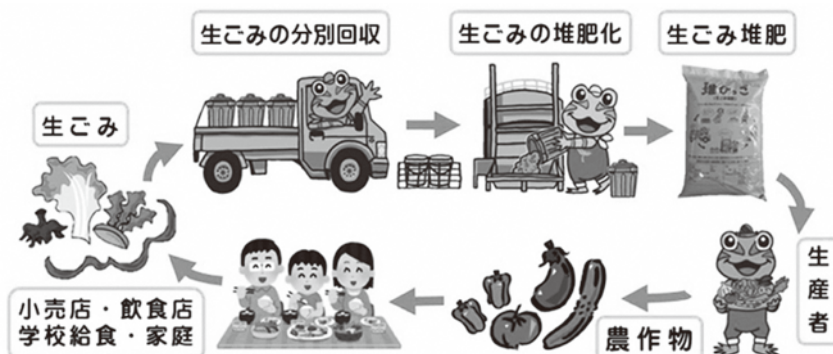 生ごみの分別回収
生ごみの堆肥化
生ごみ堆肥
生ごみ
生産者
農作物
小売店・飲食店
学校給食・家庭